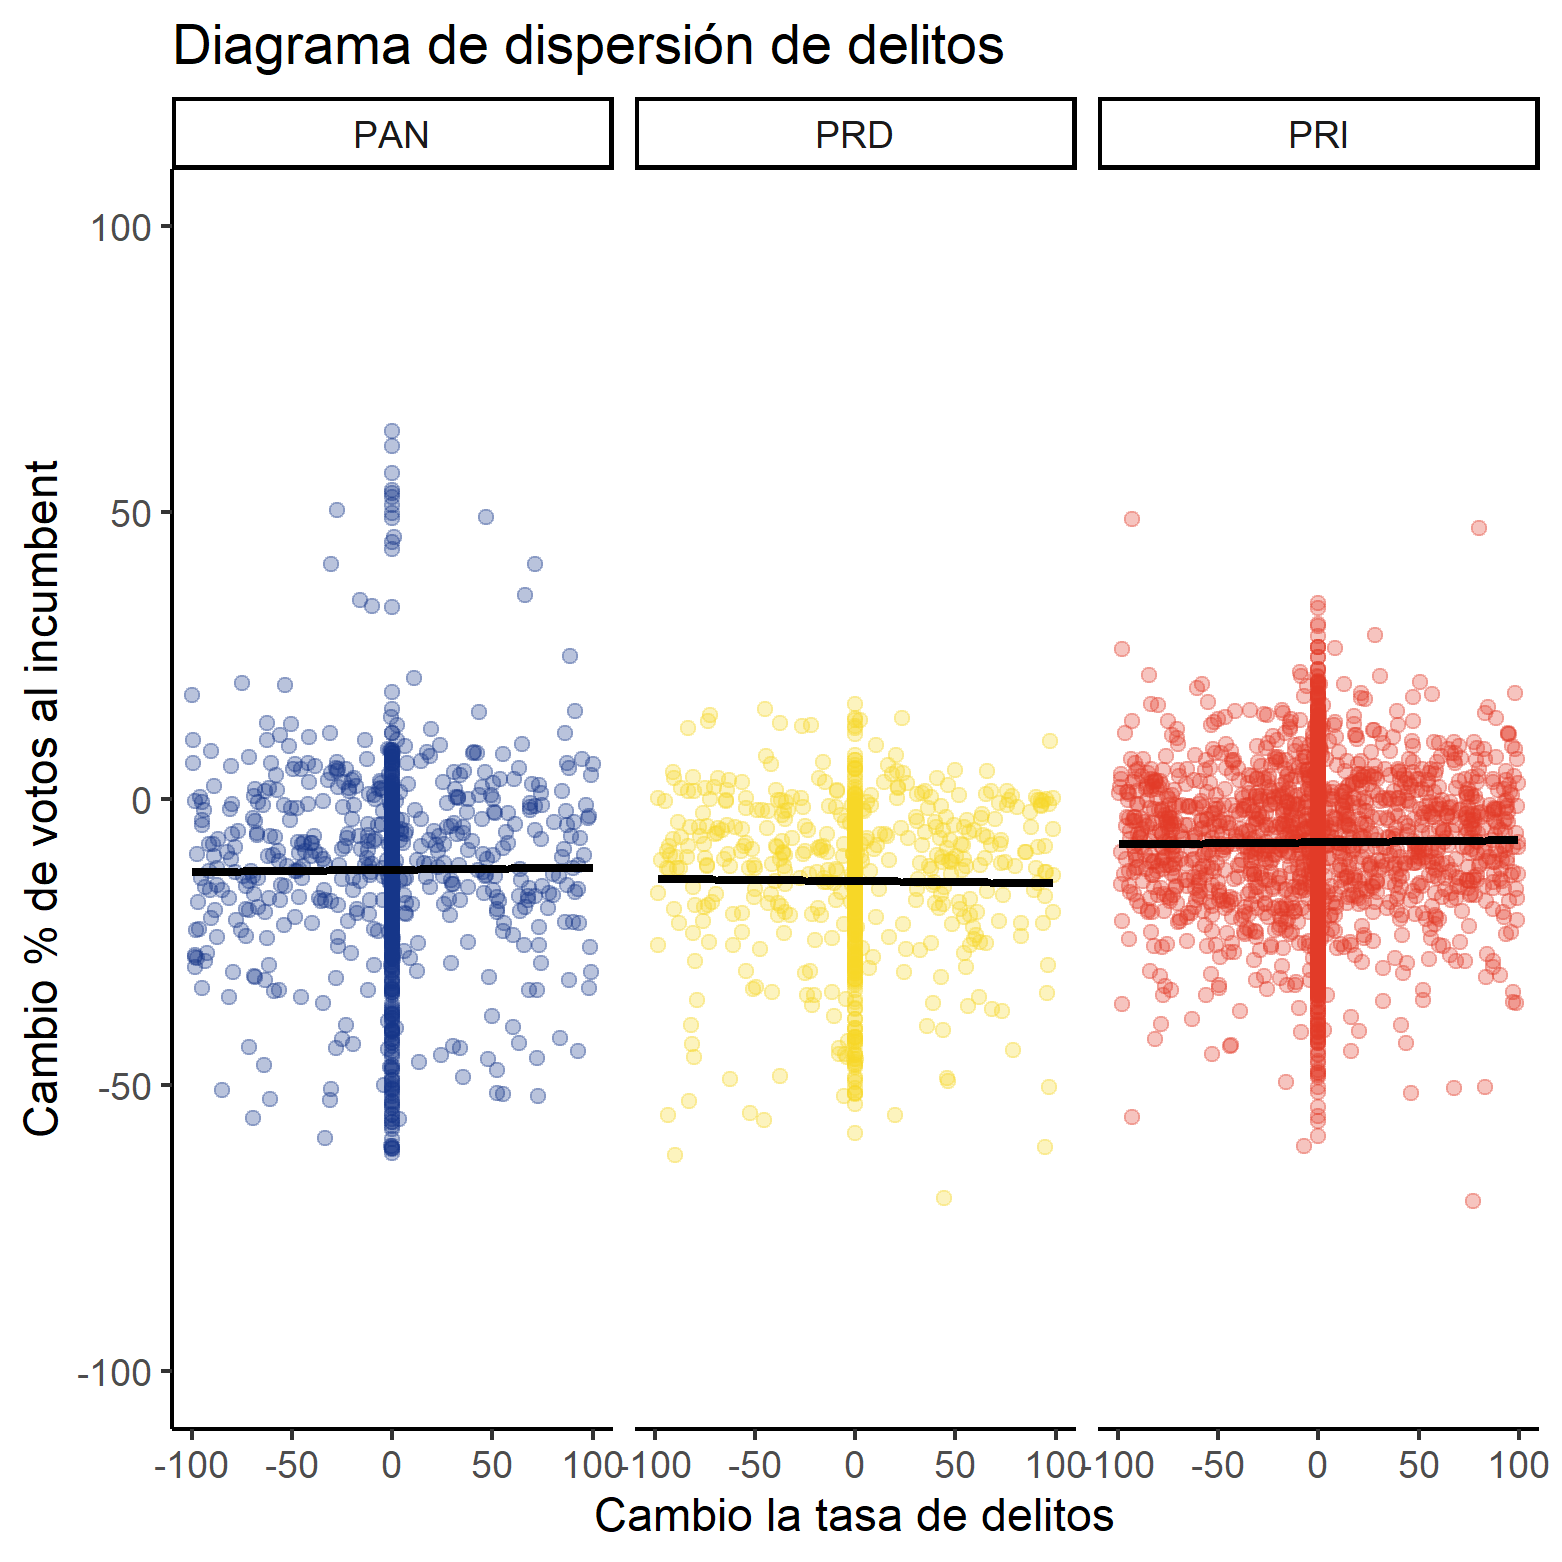 Diagrama de dispersión de delitos
PAN PRD PRI
Cambio % de votos al incumbent
100
50
0
-50
-100
-100 -50 0 50 100 -100 -50 0 50 100 -100 -50 0 50 100
Cambio la tasa de delitos